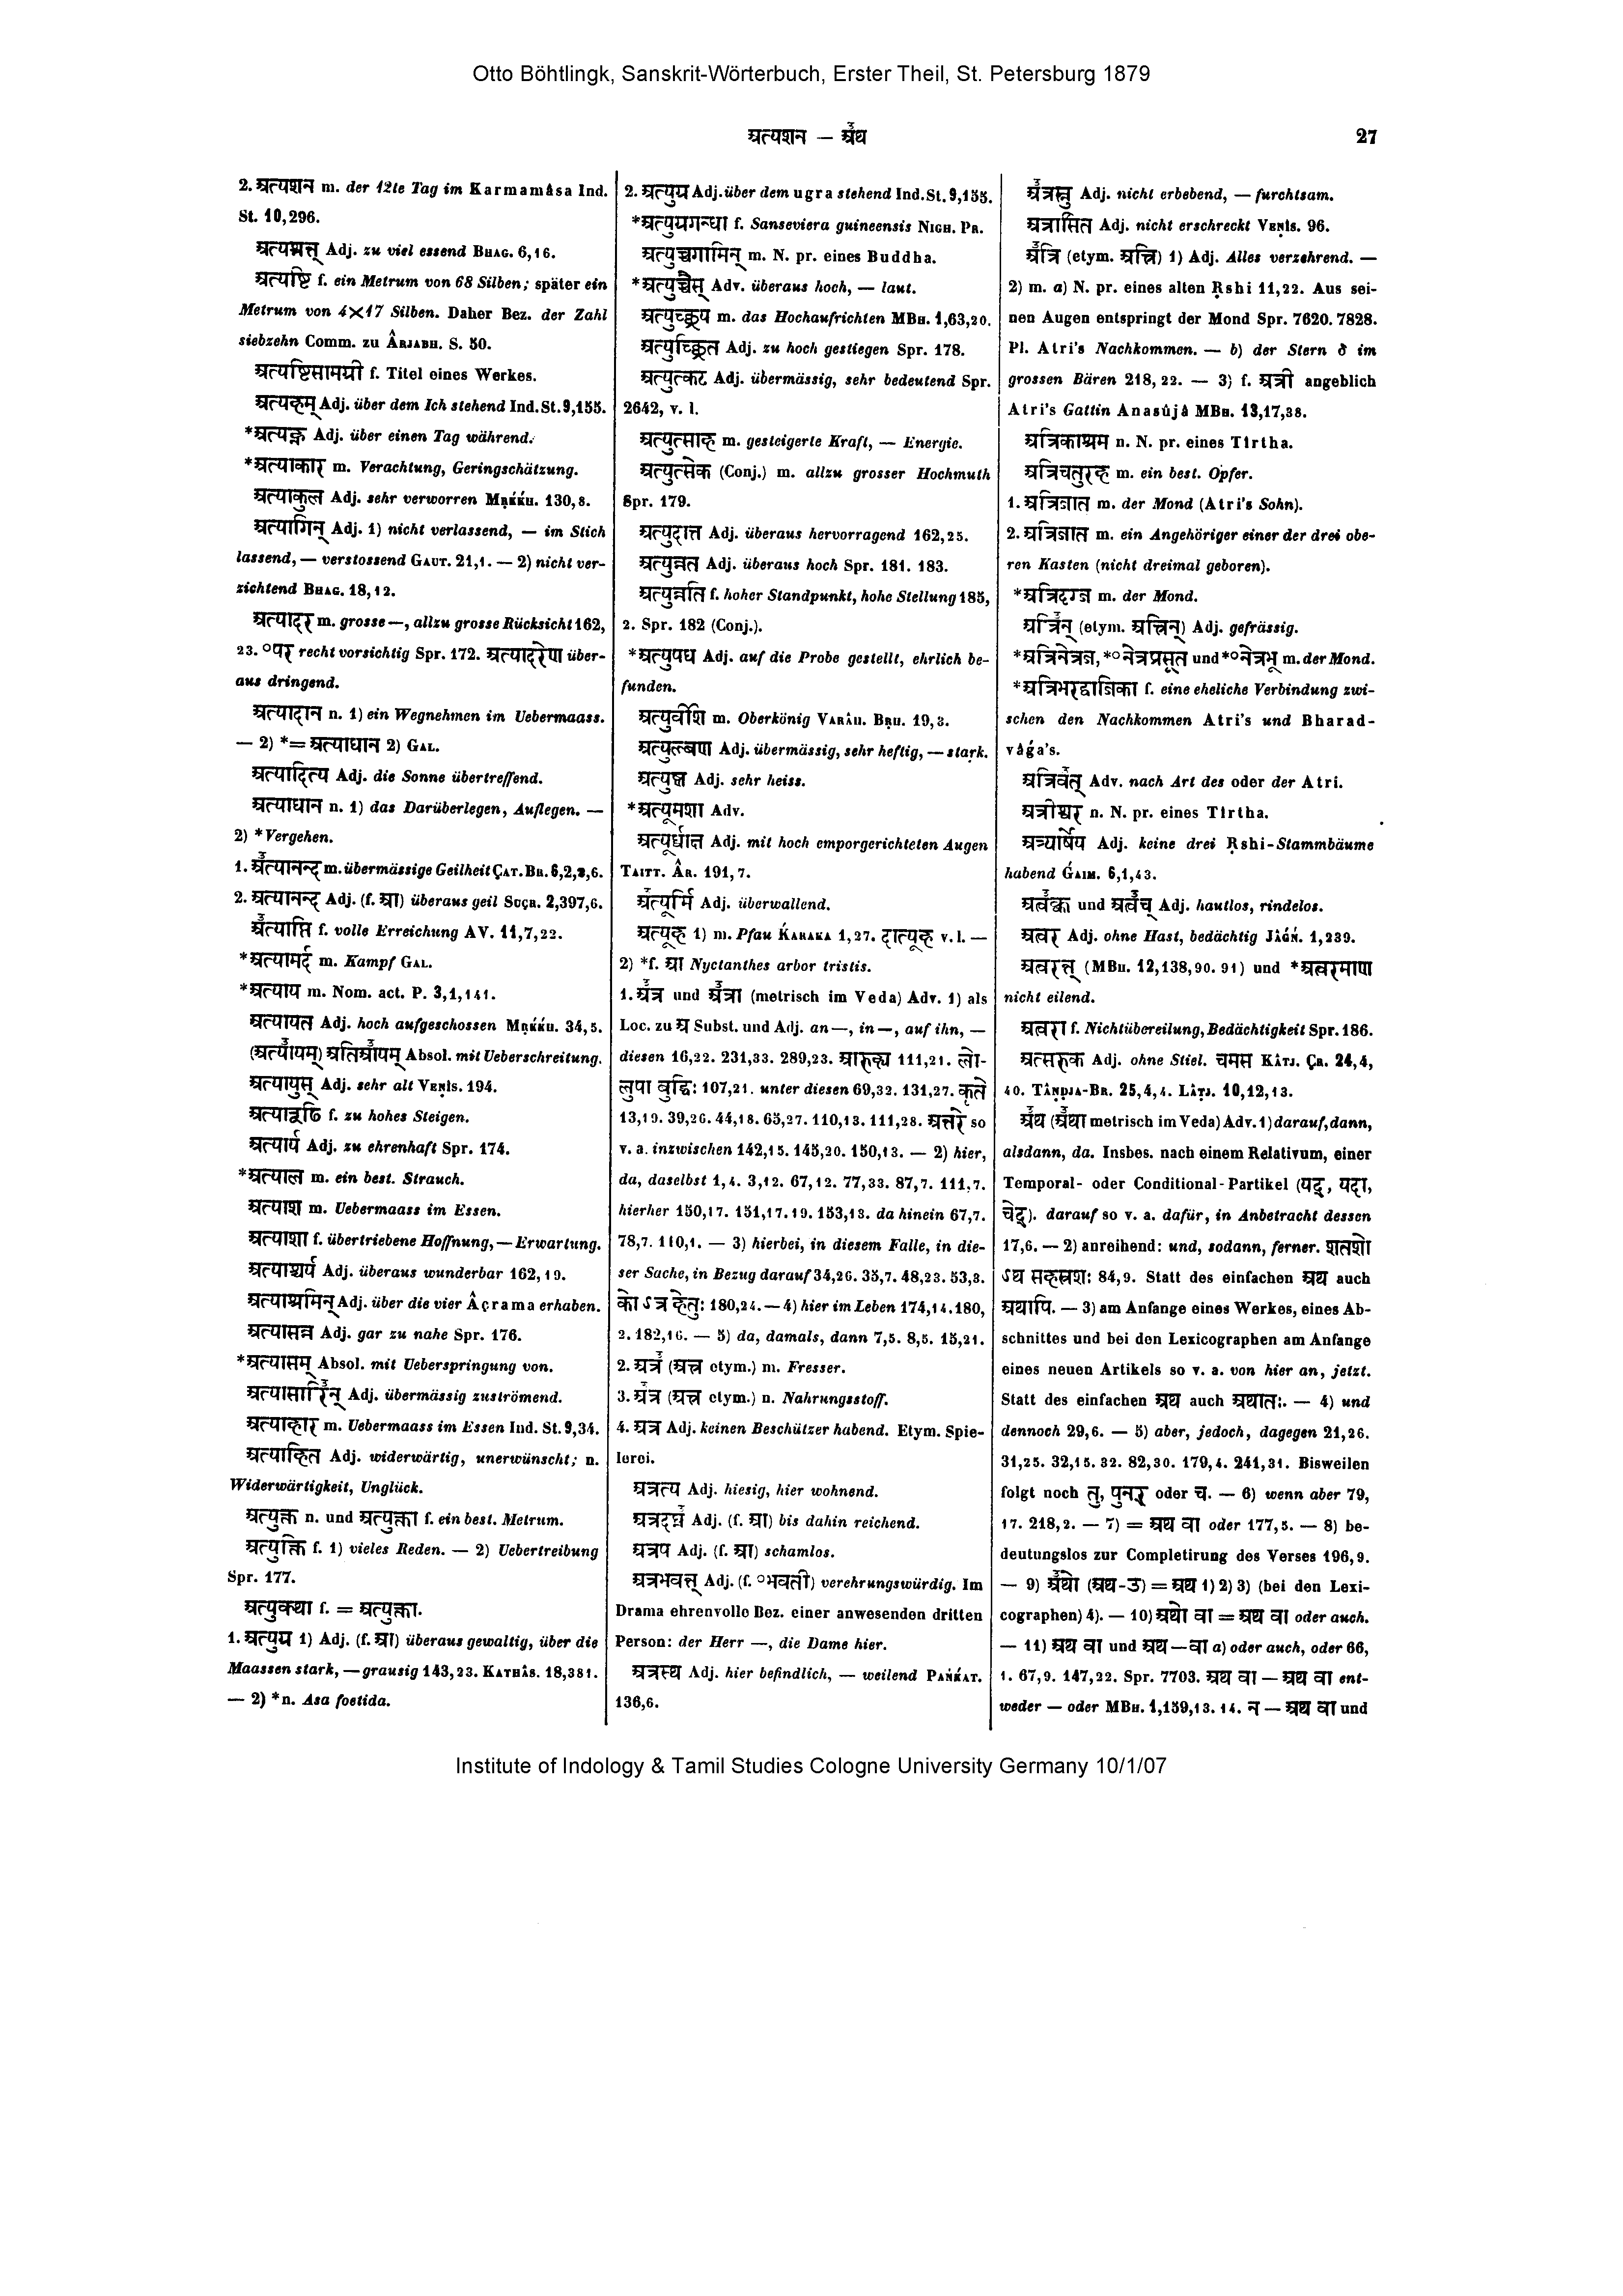 Otto Böhtlingk, Sanskrit-Wörterbuch, Erster Theil, St. Petersburg 1879
अत्यशन — अथ 27
2. अत्यशन m. der 12te Tag im Karmamâsa Ind.
St. 10,296.
अत्यश्नत् Adj. zu viel essend BHAG. 6,16.
अत्यष्टि f. ein Metrum von 68 Silben; später ein
Metrum von 4×17 Silben. Daher Bez. der Zahl
siebzehn Comm. zu ÂRJABH. S. 50.
अत्यष्टिसामग्री f. Titel eines Werkes.
अत्यहम् Adj. über dem Ich stehend Ind. St. 9,155.
*अत्यह्न Adj. über einen Tag während.
*अत्याकार m. Verachtung, Geringschätzung.
अत्याकुल Adj. sehr verworren MṚKKH. 130,8.
अत्यागिन् Adj. 1) nicht verlassend, — im Stich
lassend, — verstossend GAUT. 21,1. — 2) nicht ver-
zichtend BHAG. 18,12.
अत्यादर m. grosse —, allzu grosse Rücksicht 162,
23. °पर recht vorsichtig Spr. 172. अत्यादरेण über-
aus dringend.
अत्यादान n. 1) ein Wegnehmen im Uebermaass.
— 2) *= अत्याधान 2) GAL.
अत्यादित्य Adj. die Sonne übertreffend.
अत्याधान n. 1) das Darüberlegen, Auflegen. —
2) *Vergehen.
1. अत्यानन्द m. übermässige Geilheit ÇAT. BR. 6,2,2,6.
2. अत्यानन्द Adj. (f. आ) überaus geil SUÇR. 2,397,6.
अत्याप्ति f. volle Erreichung AV. 11,7,22.
*अत्यामर्द m. Kampf GAL.
*अत्याय m. Nom. act. P. 3,1,141.
अत्यायत Adj. hoch aufgeschossen MṚKKH. 34,5.
(अत्यायम्) अतिआयम् Absol. mit Ueberschreitung.
अत्यायुस् Adj. sehr alt VEṆIS. 194.
अत्यारूढि f. zu hohes Steigen.
अत्यार्य Adj. zu ehrenhaft Spr. 174.
*अत्याल m. ein best. Strauch.
अत्याश m. Uebermaass im Essen.
अत्याशा f. übertriebene Hoffnung, — Erwartung.
अत्याश्चर्य Adj. überaus wunderbar 162,19.
अत्याश्रमिन् Adj. über die vier Âçrama erhaben.
अत्यासन्न Adj. gar zu nahe Spr. 176.
*अत्यासम् Absol. mit Ueberspringung von.
अत्यासारिन् Adj. übermässig zuströmend.
अत्याहार m. Uebermaass im Essen Ind. St. 9,34.
अत्याहित Adj. widerwärtig, unerwünscht; n.
Widerwärtigkeit, Unglück.
अत्युक्त n. und अत्युक्ता f. ein best. Metrum.
अत्युक्ति f. 1) vieles Reden. — 2) Uebertreibung
Spr. 177.
अत्युक्था f. = अत्युक्ता.
1. अत्युग्र 1) Adj. (f. आ) überaus gewaltig, über die
Maassen stark, — grausig 143,23. KATHÂS. 18,381.
— 2) *n. Asa foetida.
2. अत्युग्र Adj. über dem ugra stehend Ind. St. 9,155.
*अत्युग्रगन्धा f. Sanseviera guineensis NIGH. PR.
अत्युच्चगामिन् m. N. pr. eines Buddha.
*अत्युच्चैस् Adv. überaus hoch, — laut.
अत्युच्छ्रय m. das Hochaufrichten MBH. 1,63,20.
अत्युच्छ्रित Adj. zu hoch gestiegen Spr. 178.
अत्युत्कट Adj. übermässig, sehr bedeutend Spr.
2642, v. l.
अत्युत्साह m. gesteigerte Kraft, — Energie.
अत्युत्सेक (Conj.) m. allzu grosser Hochmuth
Spr. 179.
अत्युदात्त Adj. überaus hervorragend 162,25.
अत्युन्नत Adj. überaus hoch Spr. 181. 183.
अत्युन्नति f. hoher Standpunkt, hohe Stellung 185,
2. Spr. 182 (Conj.).
*अत्युपध Adj. auf die Probe gestellt, ehrlich be-
funden.
अत्युर्वीश m. Oberkönig VARÂH. BṚH. 19,3.
अत्युल्बण Adj. übermässig, sehr heftig, — stark.
अत्युष्ण Adj. sehr heiss.
*अत्यूमशा Adv.
अत्यूर्ध्वाक्ष Adj. mit hoch emporgerichteten Augen
TAITT. ÂR. 191,7.
अत्यूर्मि Adj. überwallend.
अत्यूह 1) m. Pfau ḰARAKA 1,27. दात्यूह v. l. —
2) *f. आ Nyctanthes arbor tristis.
1. अत्र und अत्रा (metrisch im Veda) Adv. 1) als
Loc. zu अ Subst. und Adj. an —, in —, auf ihn, —
diesen 16,22. 231,33. 289,23. आरुह्य 111,21. लो-
लुपा बुद्धिः 107,21. unter diesen 69,32. 131,27. कृते
13,19. 39,26. 44,18. 65,27. 110,13. 111,28. अन्तरे so
v. a. inzwischen 142,15. 145,20. 150,13. — 2) hier,
da, daselbst 1,4. 3,12. 67,12. 77,33. 87,7. 111,7.
hierher 150,17. 151,17. 19. 153,13. da hinein 67,7.
78,7. 110,1. — 3) hierbei, in diesem Falle, in die-
ser Sache, in Bezug darauf 34,26. 35,7. 48,23. 53,3.
को ऽत्र हेतुः 180,24. — 4) hier im Leben 174,14. 180,
2. 182,16. — 5) da, damals, dann 7,5. 8,5. 15,21.
2. अत्र (अत्त्र etym.) m. Fresser.
3. अत्र (अत्त्र etym.) n. Nahrungsstoff.
4. अत्र Adj. keinen Beschützer habend. Etym. Spie-
lerei.
अत्रत्य Adj. hiesig, hier wohnend.
अत्रदघ्न Adj. (f. आ) bis dahin reichend.
अत्रप Adj. (f. आ) schamlos.
अत्रभवत् Adj. (f. °भवती) verehrungswürdig. Im
Drama ehrenvolle Bez. einer anwesenden dritten
Person: der Herr —, die Dame hier.
अत्रस्थ Adj. hier befindlich, — weilend PAŃḰAT.
136,6.
अत्रस्नु Adj. nicht erbebend, — furchtsam.
अत्रासित Adj. nicht erschreckt VEṆIS. 96.
अत्रि (etym. अत्त्रि) 1) Adj. Alles verzehrend. —
2) m. a) N. pr. eines alten Ṛshi 11,22. Aus sei-
nen Augen entspringt der Mond Spr. 7620. 7828.
Pl. Atri's Nachkommen. — b) der Stern δ im
grossen Bären 218,22. — 3) f. अत्री angeblich
Atri's Gattin Anasûjâ MBH. 13,17,38.
अत्रिकाश्रम n. N. pr. eines Tîrtha.
अत्रिचतुरह m. ein best. Opfer.
1. अत्रिजात m. der Mond (Atri's Sohn).
2. अत्रिजात m. ein Angehöriger einer der drei obe-
ren Kasten (nicht dreimal geboren).
*अत्रिदृग्ज m. der Mond.
अत्रिन् (etym. अत्त्रिन्) Adj. gefrässig.
*अत्रिनेत्रज, *°नेत्रप्रसूत und *°नेत्रभू m. der Mond.
*अत्रिभरद्वाजिका f. eine eheliche Verbindung zwi-
schen den Nachkommen Atri's und Bharad-
vâǵa's.
अत्रिवत् Adv. nach Art des oder der Atri.
अत्रीश्वर n. N. pr. eines Tîrtha.
अत्र्यार्षेय Adj. keine drei Ṛshi-Stammbäume
habend ǴAIM. 6,1,43.
अत्वक्क und अत्वच् Adj. hautlos, rindelos.
अत्वर Adj. ohne Hast, bedächtig JÂǴŃ. 1,239.
अत्वरत् (MBH. 12,138,90. 91) und *अत्वरमाण
nicht eilend.
अत्वरा f. Nichtübereilung, Bedächtigkeit Spr. 186.
अत्सरुक Adj. ohne Stiel. चमस KÂTJ. ÇR. 24,4,
40. TÂṆḌJA-BR. 25,4,4. LÂṬJ. 10,12,13.
अथ (अथा metrisch im Veda) Adv. 1) darauf, dann,
alsdann, da. Insbes. nach einem Relativum, einer
Temporal- oder Conditional-Partikel (यद्, यदा,
चेद्). darauf so v. a. dafür, in Anbetracht dessen
17,6. — 2) anreihend: und, sodann, ferner. शतशो
ऽथ सहस्रशः 84,9. Statt des einfachen अथ auch
अथापि. — 3) am Anfange eines Werkes, eines Ab-
schnittes und bei den Lexicographen am Anfange
eines neuen Artikels so v. a. von hier an, jetzt.
Statt des einfachen अथ auch अथातः. — 4) und
dennoch 29,6. — 5) aber, jedoch, dagegen 21,26.
31,25. 32,15. 32. 82,30. 179,4. 241,31. Bisweilen
folgt noch तु, पुनर् oder च. — 6) wenn aber 79,
17. 218,2. — 7) = अथ वा oder 177,5. — 8) be-
deutungslos zur Completirung des Verses 196,9.
— 9) अथो (अथ-उ) = अथ 1) 2) 3) (bei den Lexi-
cographen) 4). — 10) अथो वा = अथ वा oder auch.
— 11) अथ वा und अथ — वा a) oder auch, oder 66,
1. 67,9. 147,22. Spr. 7703. अथ वा — अथ वा ent-
weder — oder MBH. 1,159,13. 14. न — अथ वा und
Institute of Indology & Tamil Studies Cologne University Germany 10/1/07